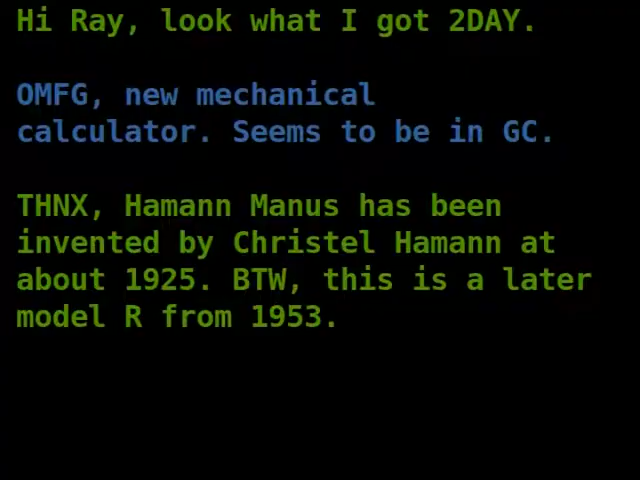 Hi Ray, look what I got 2DAY.
OMFG, new mechanical
calculator. Seems to be in GC.
THNX, Hamann Manus has been
invented by Christel Hamann at
about 1925. BTW, this is a later
model R from 1953.